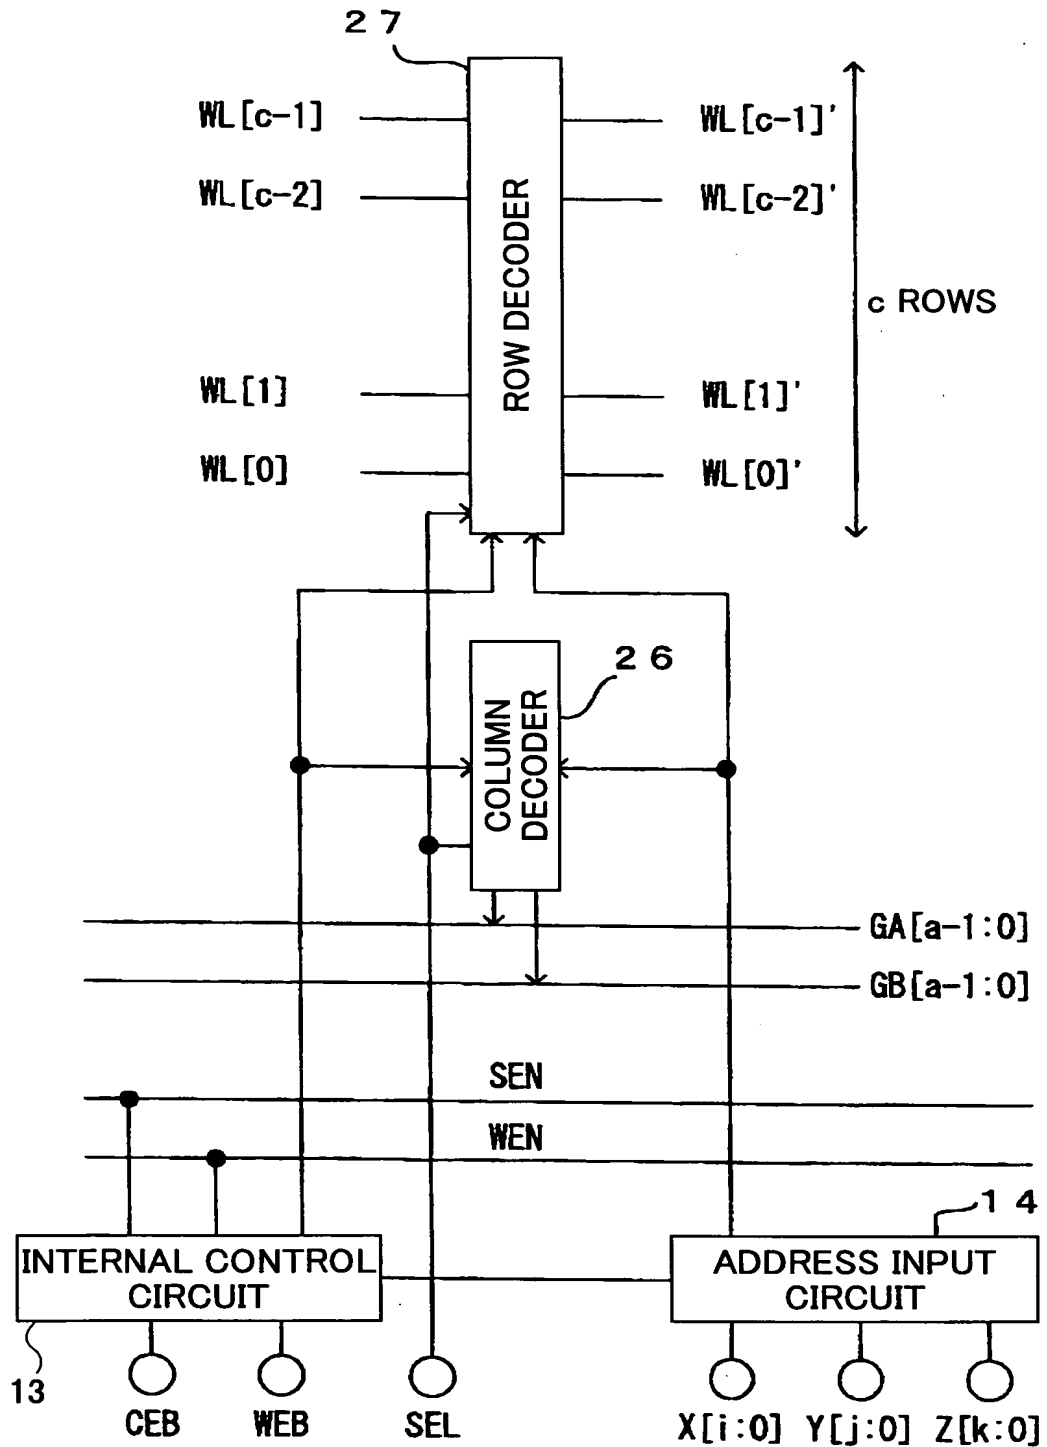 27
WL[c-1]
WL[c-1]'
WL[c-2]
WL[c-2]'
ROW DECODER
c ROWS
WL[1]
WL[1]'
WL[0]
WL[0]'
26
COLUMN
DECODER
GA[a-1:0]
GB[a-1:0]
SEN
WEN
14
INTERNAL CONTROL
CIRCUIT
ADDRESS INPUT
CIRCUIT
13
CEB
WEB
SEL
X[i:0]
Y[j:0]
Z[k:0]